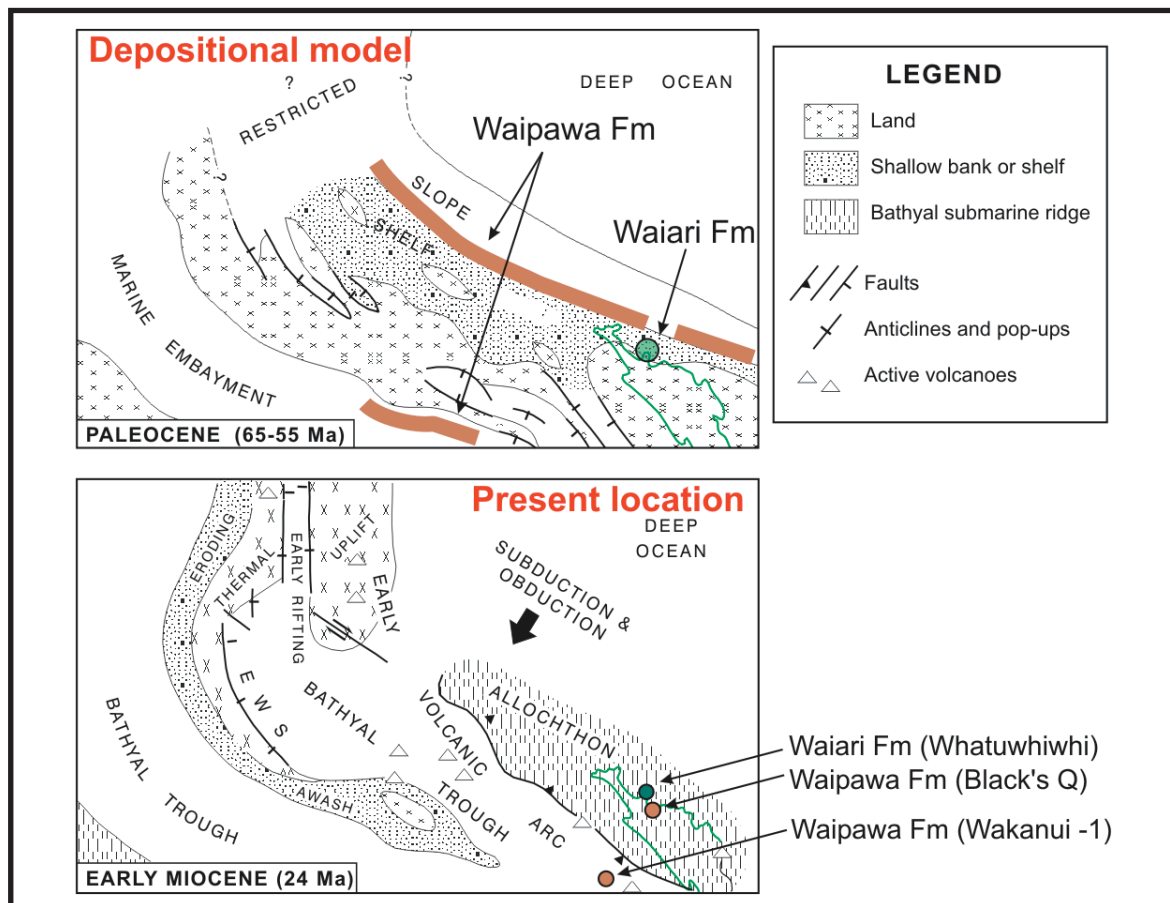 Depositional model
?
?
DEEP OCEAN
RESTRICTED
Waipawa Fm
?
SLOPE
SHELF
Waiari Fm
MARINE
EMBAYMENT
PALEOCENE (65-55 Ma)
LEGEND
Land
Shallow bank or shelf
Bathyal submarine ridge
Faults
Anticlines and pop-ups
Active volcanoes
Present location
DEEP
OCEAN
ERODING
THERMAL
EARLY RIFTING
UPLIFT
EARLY
SUBDUCTION &
OBDUCTION
EWS
BATHYAL
TROUGH
BATHYAL
TROUGH
VOLCANIC
ARC
ALLOCHTHON
AWASH
Waiari Fm (Whatuwhiwhi)
Waipawa Fm (Black's Q)
Waipawa Fm (Wakanui -1)
EARLY MIOCENE (24 Ma)